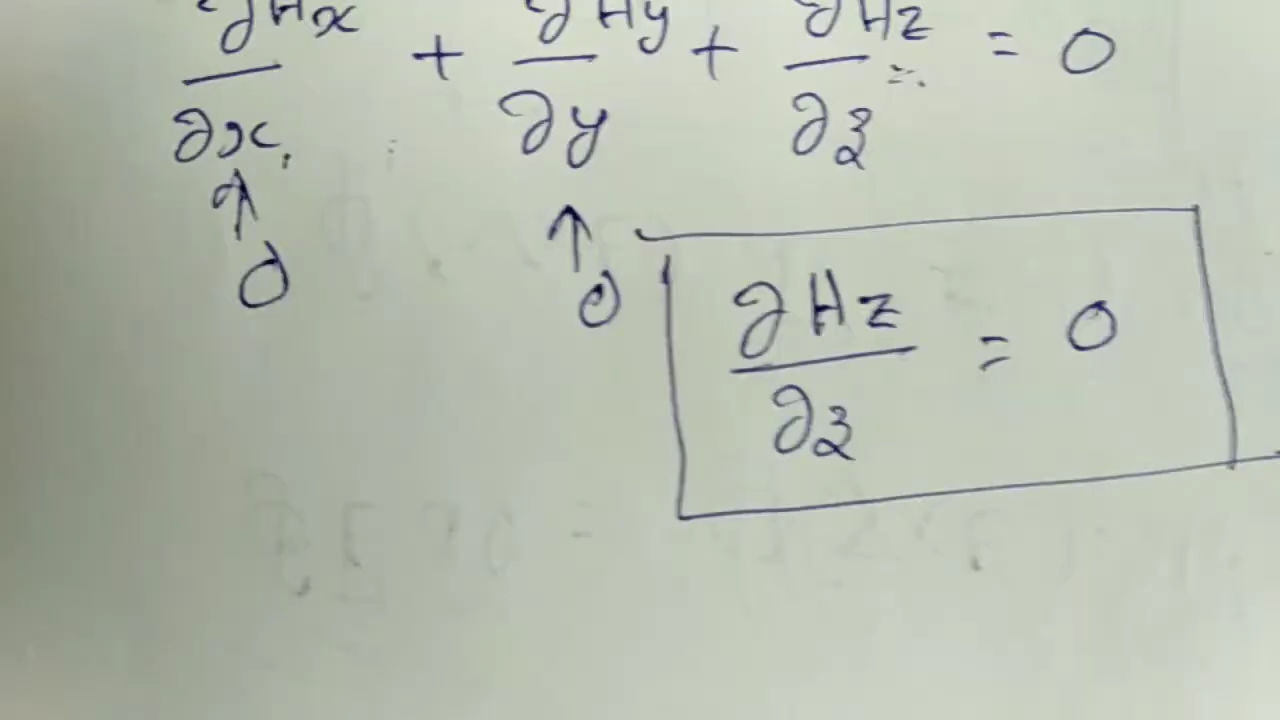 ∂Hx/∂x + ∂Hy/∂y + ∂Hz/∂z = 0
↑ ↑
0 0
∂Hz/∂z = 0